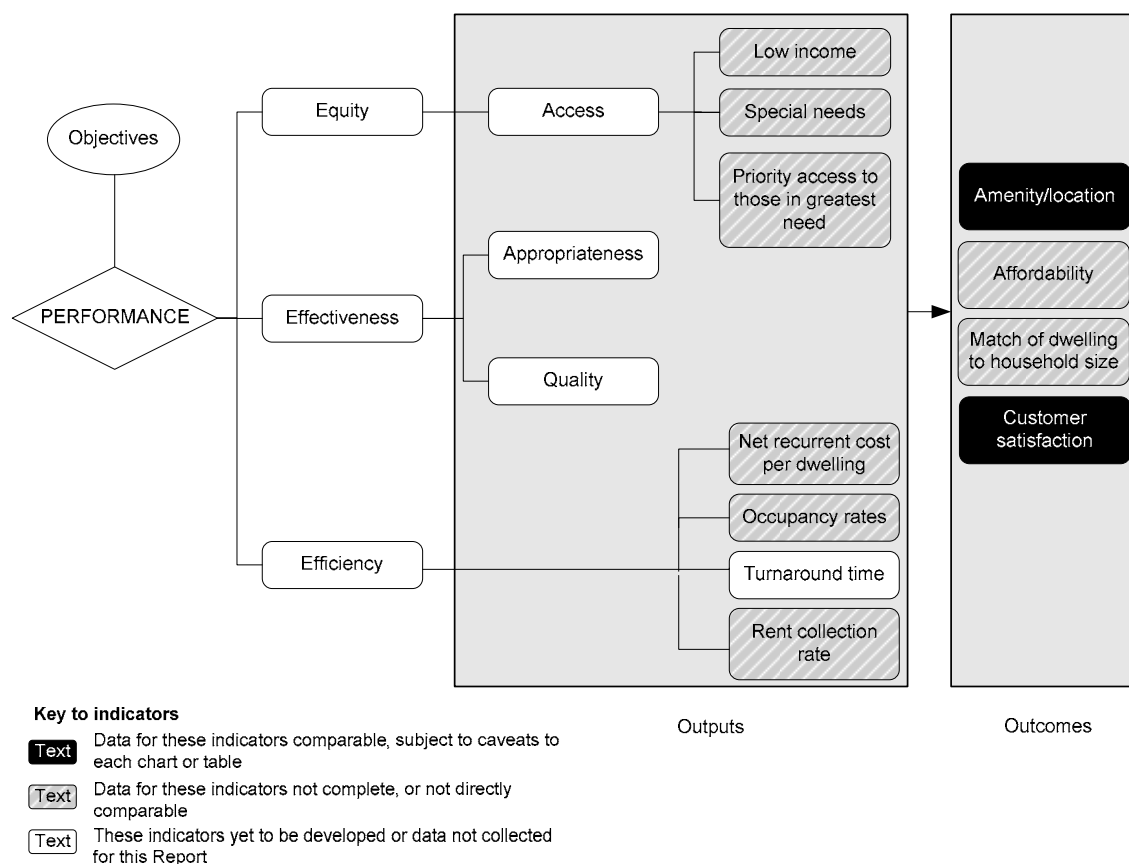 Objectives
PERFORMANCE
Equity
Effectiveness
Efficiency
Access
Appropriateness
Quality
Low income
Special needs
Priority access to
those in greatest
need
Net recurrent cost
per dwelling
Occupancy rates
Turnaround time
Rent collection
rate
Amenity/location
Affordability
Match of dwelling
to household size
Customer
satisfaction
Outputs
Outcomes
Key to indicators
Text Data for these indicators comparable, subject to caveats to
each chart or table
Text Data for these indicators not complete, or not directly
comparable
Text These indicators yet to be developed or data not collected
for this Report